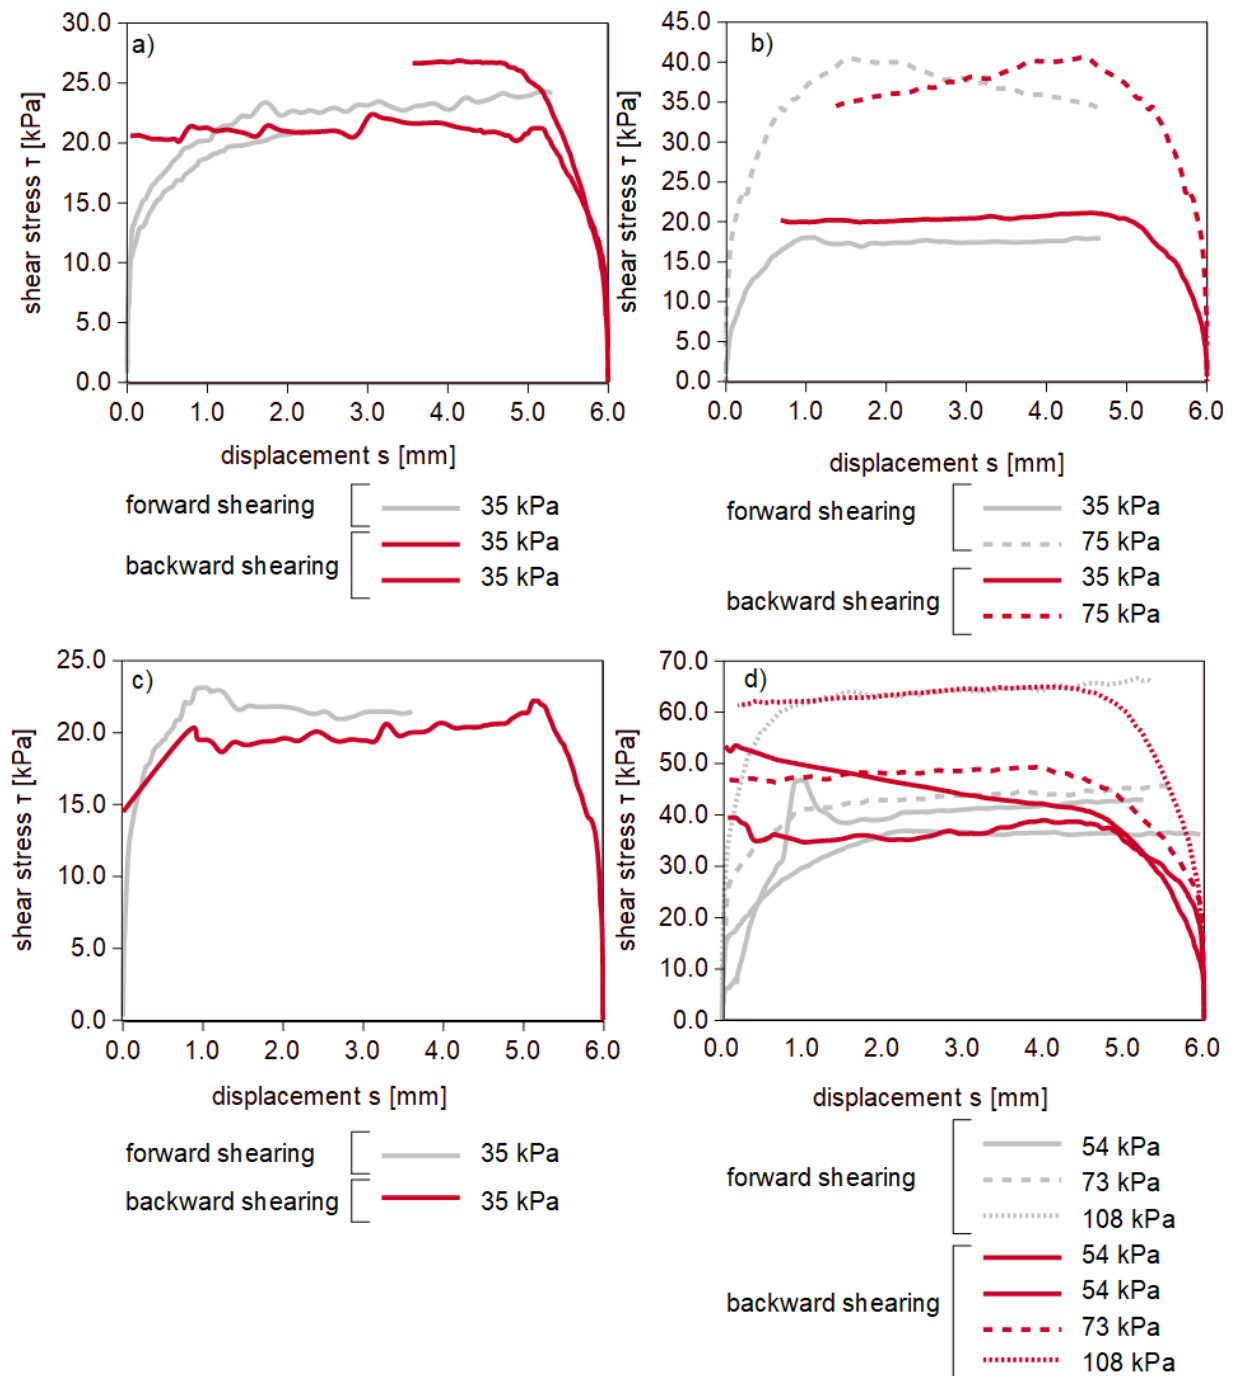 a)
30.0
25.0
20.0
15.0
10.0
5.0
0.0
shear stress τ [kPa]
0.0 1.0 2.0 3.0 4.0 5.0 6.0
displacement s [mm]
forward shearing 35 kPa
35 kPa
backward shearing
35 kPa
b)
45.0
40.0
35.0
30.0
25.0
20.0
15.0
10.0
5.0
0.0
shear stress τ [kPa]
0.0 1.0 2.0 3.0 4.0 5.0 6.0
displacement s [mm]
35 kPa
forward shearing
75 kPa
35 kPa
backward shearing
75 kPa
c)
25.0
20.0
15.0
10.0
5.0
0.0
shear stress τ [kPa]
0.0 1.0 2.0 3.0 4.0 5.0 6.0
displacement s [mm]
forward shearing 35 kPa
backward shearing 35 kPa
d)
70.0
60.0
50.0
40.0
30.0
20.0
10.0
0.0
shear stress τ [kPa]
0.0 1.0 2.0 3.0 4.0 5.0 6.0
displacement s [mm]
54 kPa
forward shearing 73 kPa
108 kPa
54 kPa
54 kPa
backward shearing
73 kPa
108 kPa